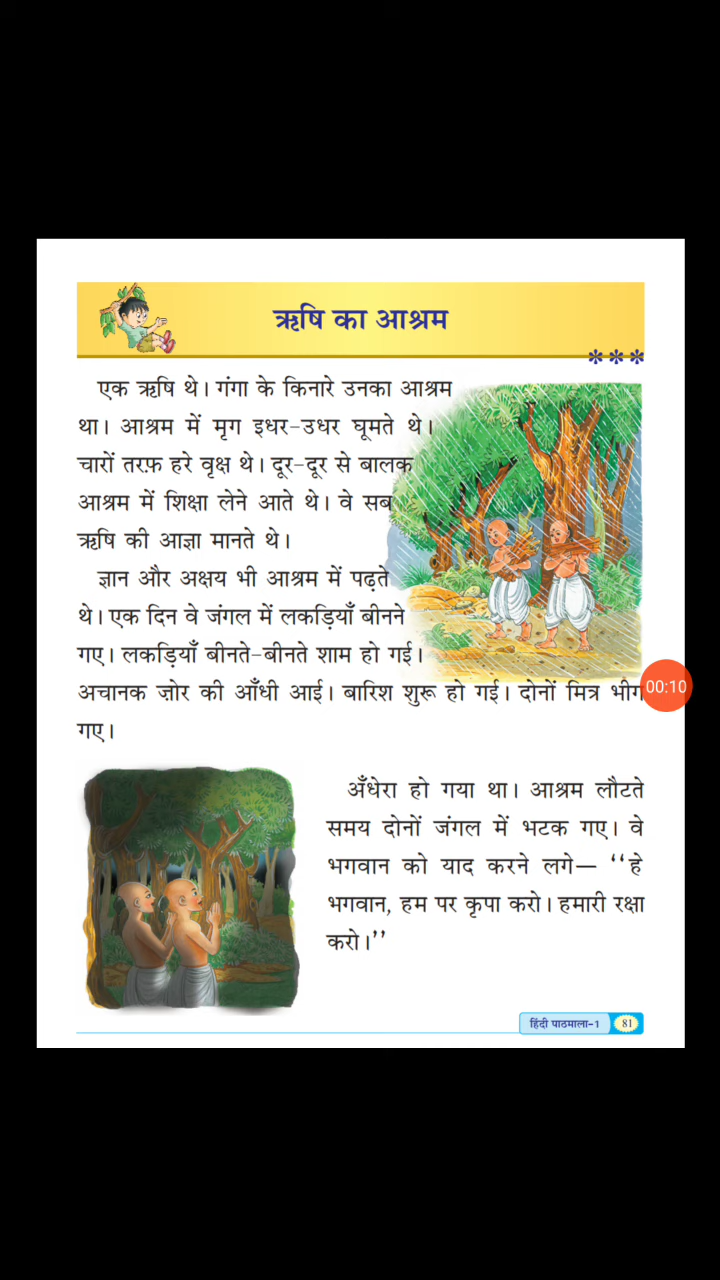 ऋषि का आश्रम
***
एक ऋषि थे। गंगा के किनारे उनका आश्रम
था। आश्रम में मृग इधर-उधर घूमते थे।
चारों तरफ़ हरे वृक्ष थे। दूर-दूर से बालक
आश्रम में शिक्षा लेने आते थे। वे सब
ऋषि की आज्ञा मानते थे।
ज्ञान और अक्षय भी आश्रम में पढ़ते
थे। एक दिन वे जंगल में लकड़ियाँ बीनने
गए। लकड़ियाँ बीनते-बीनते शाम हो गई।
अचानक ज़ोर की आँधी आई। बारिश शुरू हो गई। दोनों मित्र भीग
00:10
गए।
अँधेरा हो गया था। आश्रम लौटते
समय दोनों जंगल में भटक गए। वे
भगवान को याद करने लगे— ‘‘हे
भगवान, हम पर कृपा करो। हमारी रक्षा
करो।’’
हिंदी पाठमाला-1 81